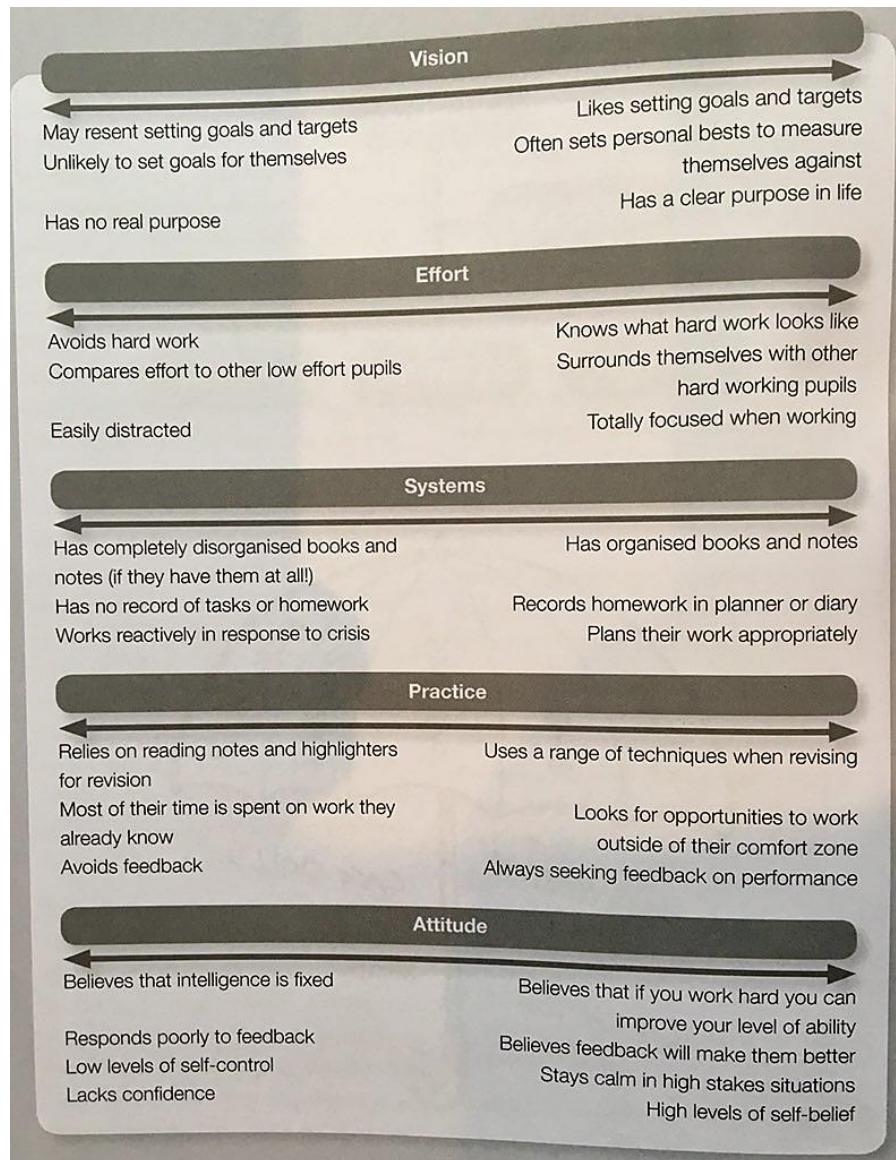 Vision
May resent setting goals and targets
Unlikely to set goals for themselves
Has no real purpose
Likes setting goals and targets
Often sets personal bests to measure
themselves against
Has a clear purpose in life
Effort
Avoids hard work
Compares effort to other low effort pupils
Easily distracted
Knows what hard work looks like
Surrounds themselves with other
hard working pupils
Totally focused when working
Systems
Has completely disorganised books and
notes (if they have them at all!)
Has no record of tasks or homework
Works reactively in response to crisis
Has organised books and notes
Records homework in planner or diary
Plans their work appropriately
Practice
Relies on reading notes and highlighters
for revision
Most of their time is spent on work they
already know
Avoids feedback
Uses a range of techniques when revising
Looks for opportunities to work
outside of their comfort zone
Always seeking feedback on performance
Attitude
Believes that intelligence is fixed
Responds poorly to feedback
Low levels of self-control
Lacks confidence
Believes that if you work hard you can
improve your level of ability
Believes feedback will make them better
Stays calm in high stakes situations
High levels of self-belief